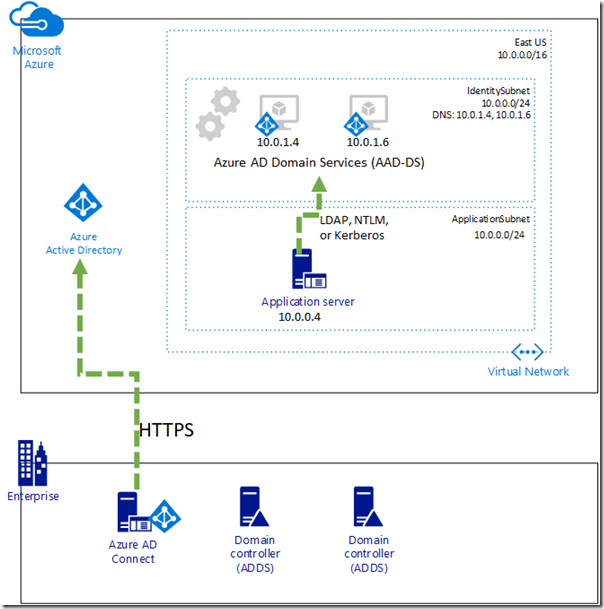 Microsoft
Azure
East US
10.0.0.0/16
IdentitySubnet
10.0.0.0/24
DNS: 10.0.1.4, 10.0.1.6
10.0.1.4
10.0.1.6
Azure AD Domain Services (AAD-DS)
LDAP, NTLM,
or Kerberos
ApplicationSubnet
10.0.0.0/24
Azure
Active Directory
Application server
10.0.0.4
Virtual Network
HTTPS
Enterprise
Azure AD
Connect
Domain
controller
(ADDS)
Domain
controller
(ADDS)